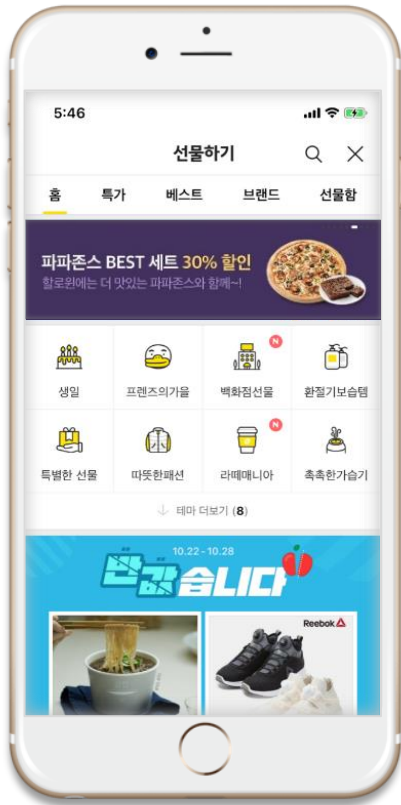 5:46
선물하기
홈 특가 베스트 브랜드 선물함
파파존스 BEST 세트 30% 할인
할로윈에는 더 맛있는 파파존스와 함께~!
N
생일 프렌즈의가을 백화점선물 환절기보습템
N
특별한 선물 따뜻한패션 라떼매니아 촉촉한가습기
테마 더보기 (8)
10.22 - 10.28
반값습니다
Reebok